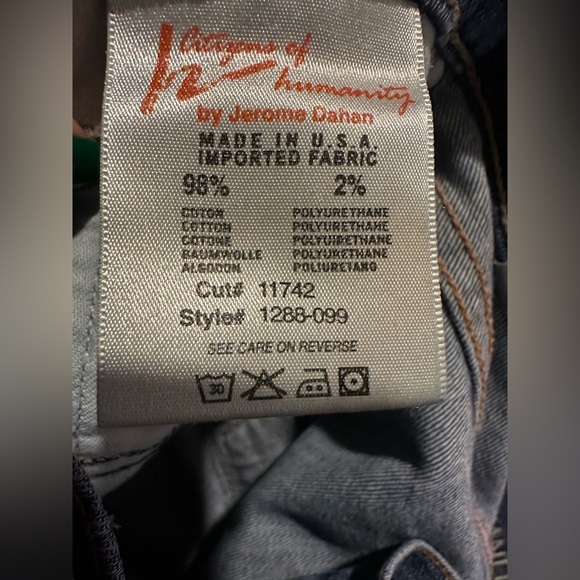 Citizens of
humanity
by Jerome Dahan
MADE IN U.S.A.
IMPORTED FABRIC
98% 2%
COTON POLYURETHANE
COTTON POLYURETHANE
COTONE POLYUIRETHANE
BAUMWOLLE POLYURETHANE
ALGODON POLIURETANO
Cut# 11742
Style# 1288-099
SEE CARE ON REVERSE
30